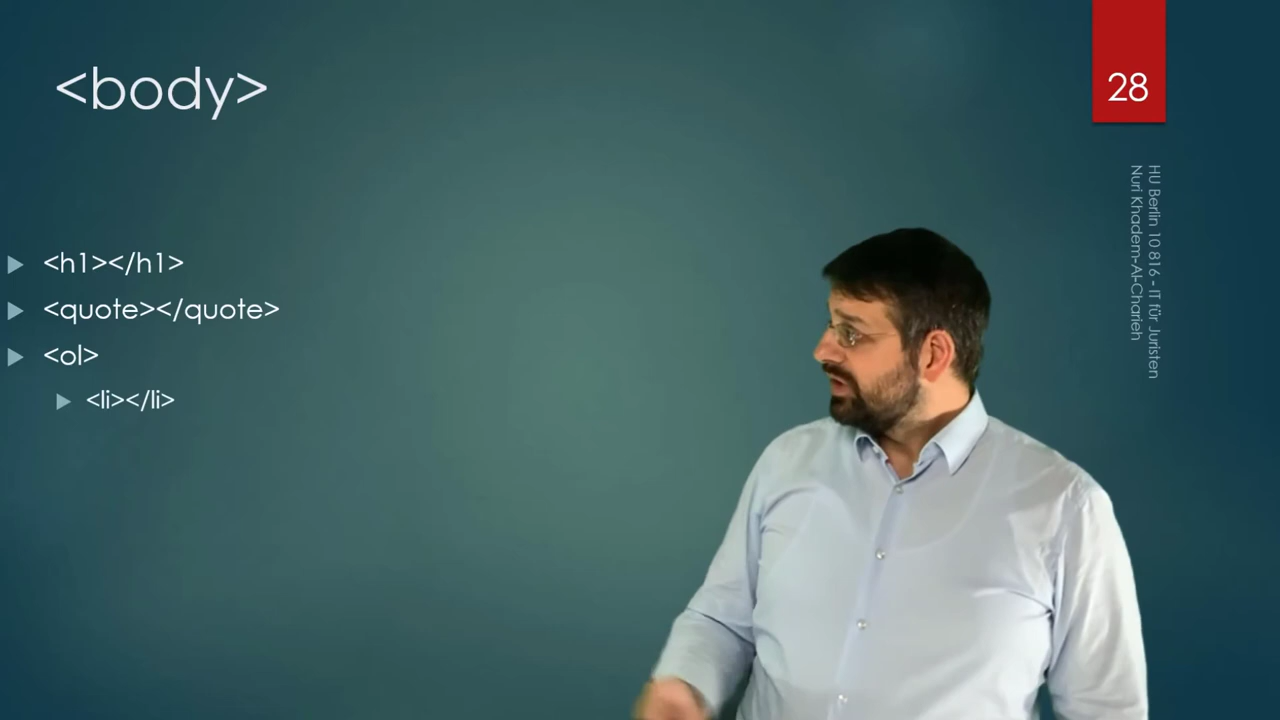 <body>
28
<h1></h1>
<quote></quote>
<ol>
<li></li>
HU Berlin 10 816 - IT für Juristen
Nuri Khadem-Al-Charieh